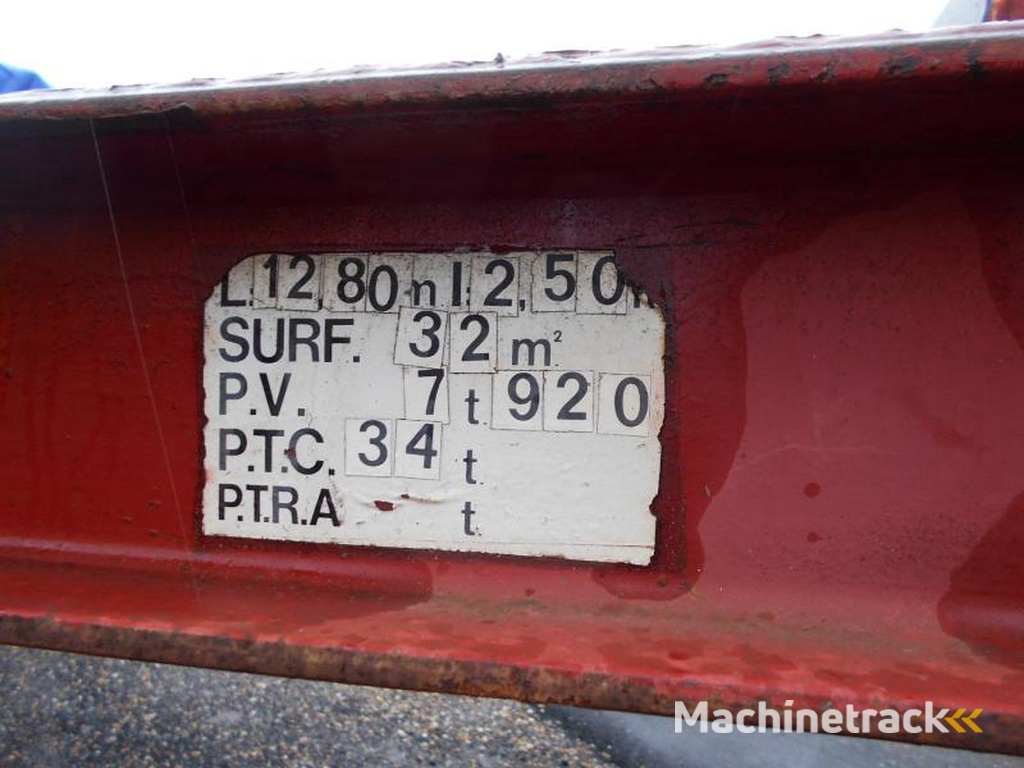 L. 12,80 m l. 2,50 m
SURF. 32 m²
P.V. 7 t 920
P.T.C. 34 t
P.T.R.A t
Machinetrack